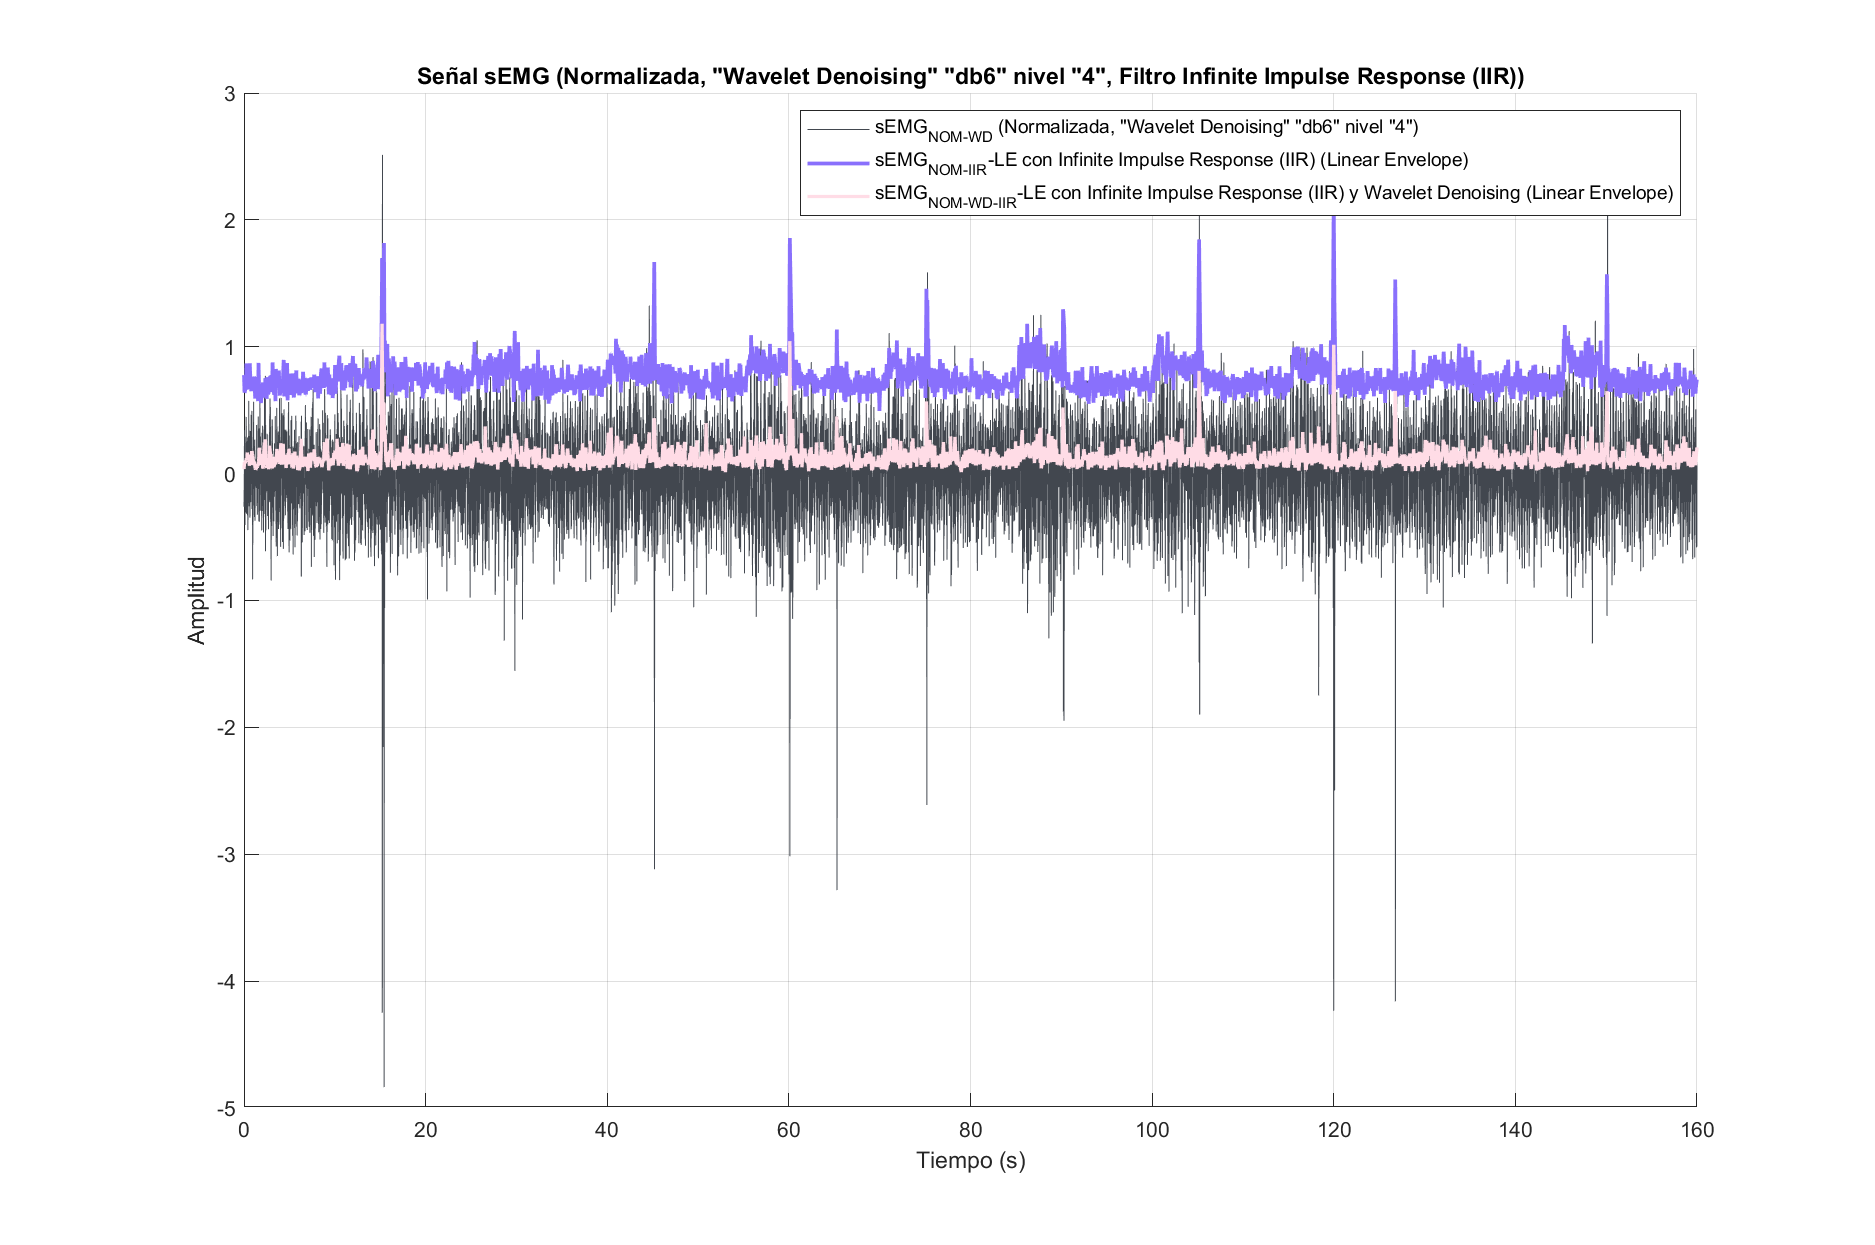 Señal sEMG (Normalizada, "Wavelet Denoising" "db6" nivel "4", Filtro Infinite Impulse Response (IIR))
sEMG_NOM-WD (Normalizada, "Wavelet Denoising" "db6" nivel "4")
sEMG_NOM-IIR-LE con Infinite Impulse Response (IIR) (Linear Envelope)
sEMG_NOM-WD-IIR-LE con Infinite Impulse Response (IIR) y Wavelet Denoising (Linear Envelope)
3
2
1
0
-1
-2
-3
-4
-5
Amplitud
0 20 40 60 80 100 120 140 160
Tiempo (s)